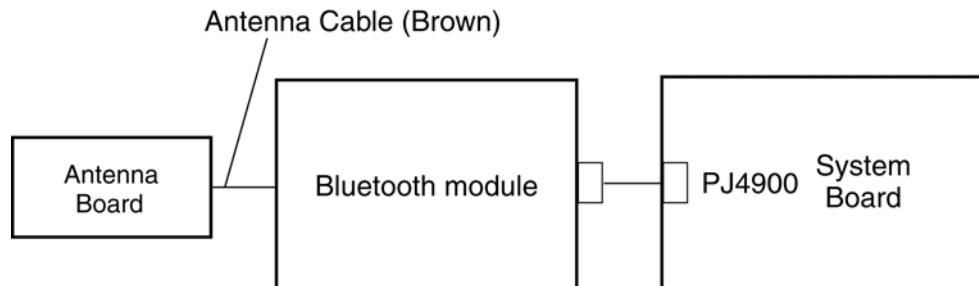 Antenna Cable (Brown)
Antenna
Board
Bluetooth module
PJ4900
System
Board